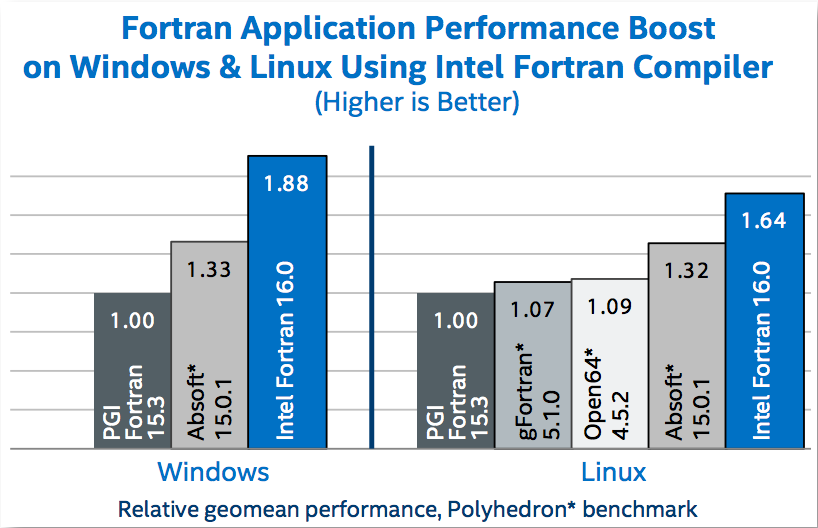 Fortran Application Performance Boost
on Windows & Linux Using Intel Fortran Compiler
(Higher is Better)
1.00
PGI
Fortran
15.3
1.33
Absoft*
15.0.1
1.88
Intel Fortran 16.0
1.00
PGI
Fortran
15.3
1.07
gFortran*
5.1.0
1.09
Open64*
4.5.2
1.32
Absoft*
15.0.1
1.64
Intel Fortran 16.0
Windows
Linux
Relative geomean performance, Polyhedron* benchmark